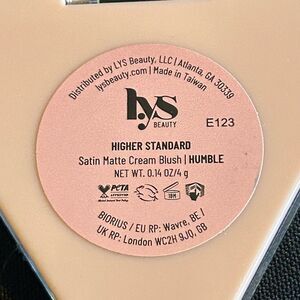 Distributed by LYS Beauty, LLC | Atlanta, GA 30339
lysbeauty.com | Made in Taiwan
lys
BEAUTY
E123
HIGHER STANDARD
Satin Matte Cream Blush | HUMBLE
NET WT. 0.14 OZ/4 g
PCTA
18M
BIORIUS / EU RP: Wavre, BE /
UK RP: London WC2H 9JQ, GB